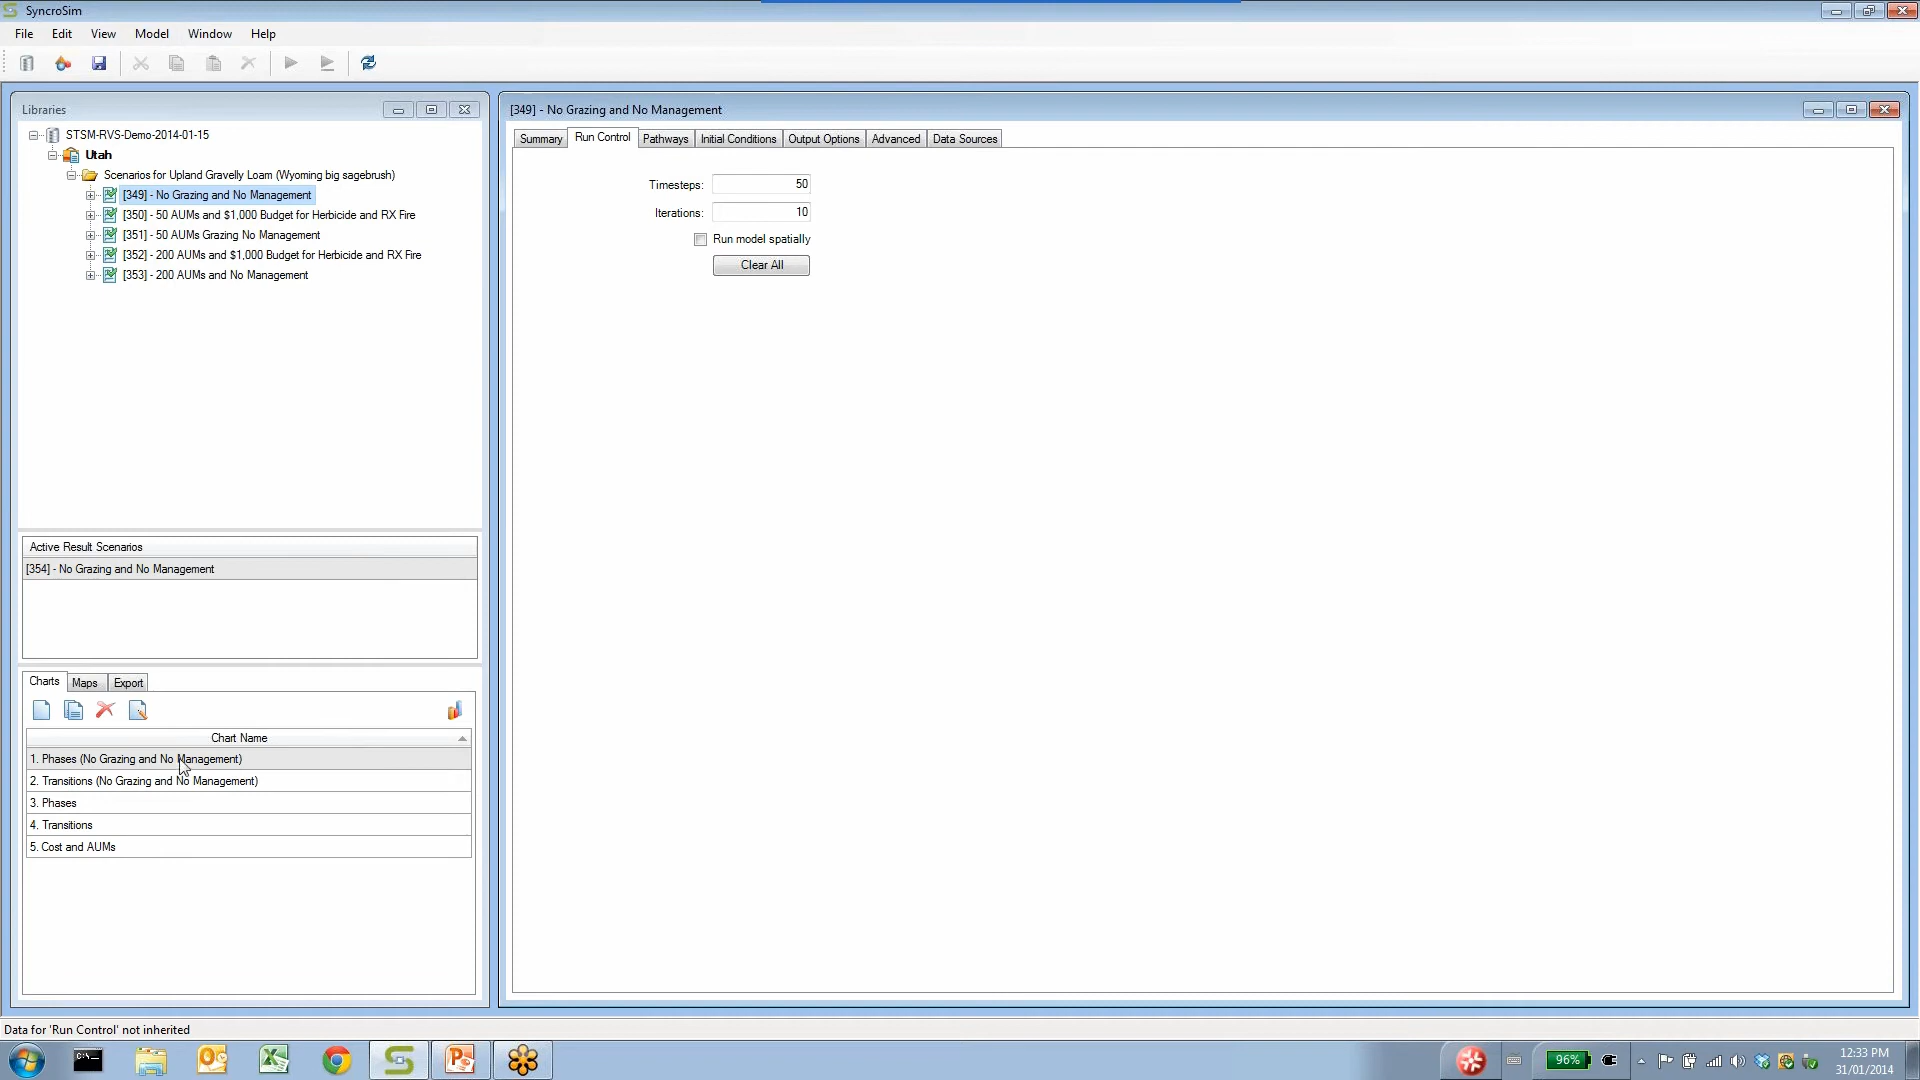 SyncroSim
File Edit View Model Window Help
Libraries
STSM-RVS-Demo-2014-01-15
Utah
Scenarios for Upland Gravelly Loam (Wyoming big sagebrush)
[349] - No Grazing and No Management
[350] - 50 AUMs and $1,000 Budget for Herbicide and RX Fire
[351] - 50 AUMs Grazing No Management
[352] - 200 AUMs and $1,000 Budget for Herbicide and RX Fire
[353] - 200 AUMs and No Management
Active Result Scenarios
[354] - No Grazing and No Management
Charts Maps Export
Chart Name
1. Phases (No Grazing and No Management)
2. Transitions (No Grazing and No Management)
3. Phases
4. Transitions
5. Cost and AUMs
[349] - No Grazing and No Management
Summary Run Control Pathways Initial Conditions Output Options Advanced Data Sources
Timesteps: 50
Iterations: 10
Run model spatially
Clear All
Data for 'Run Control' not inherited
96%
12:33 PM
31/01/2014